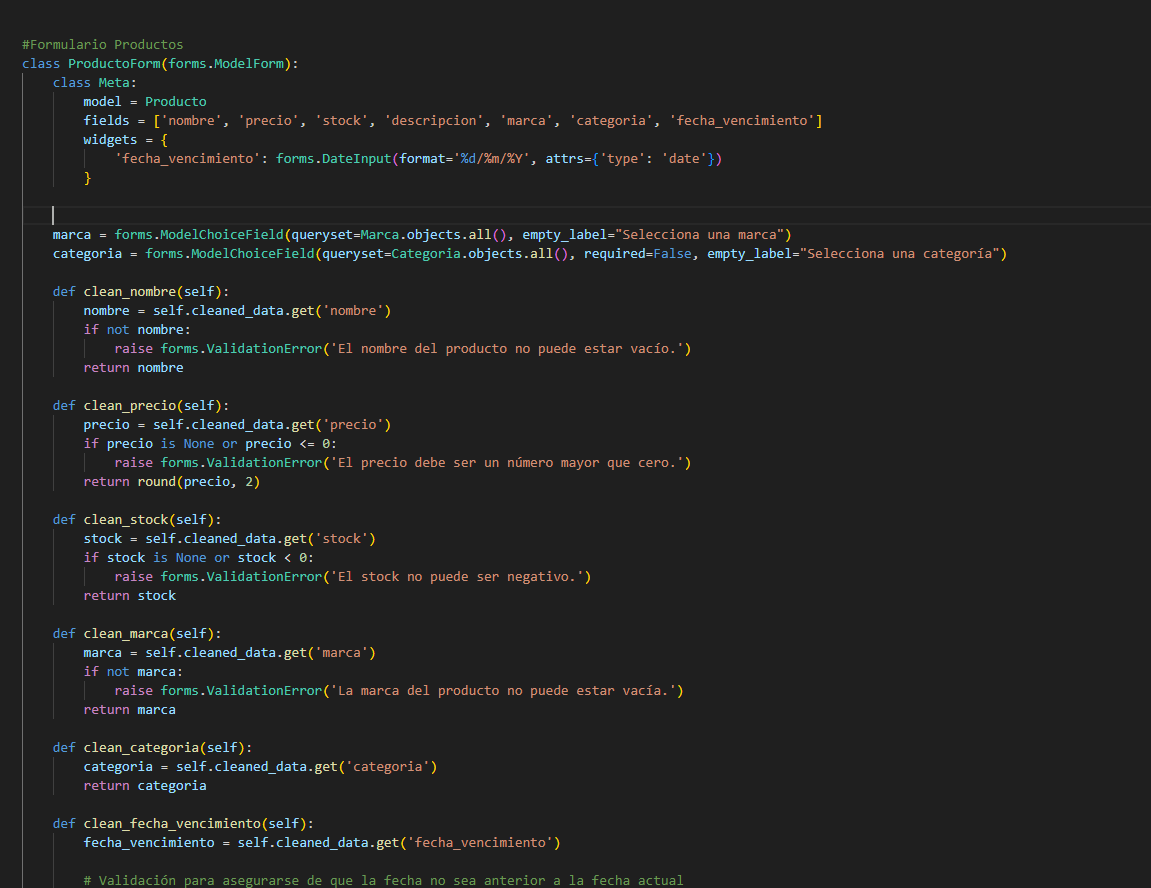 #Formulario Productos
class ProductoForm(forms.ModelForm):
    class Meta:
        model = Producto
        fields = ['nombre', 'precio', 'stock', 'descripcion', 'marca', 'categoria', 'fecha_vencimiento']
        widgets = {
            'fecha_vencimiento': forms.DateInput(format='%d/%m/%Y', attrs={'type': 'date'})
        }
    marca = forms.ModelChoiceField(queryset=Marca.objects.all(), empty_label="Selecciona una marca")
    categoria = forms.ModelChoiceField(queryset=Categoria.objects.all(), required=False, empty_label="Selecciona una categoría")
    def clean_nombre(self):
        nombre = self.cleaned_data.get('nombre')
        if not nombre:
            raise forms.ValidationError('El nombre del producto no puede estar vacío.')
        return nombre
    def clean_precio(self):
        precio = self.cleaned_data.get('precio')
        if precio is None or precio <= 0:
            raise forms.ValidationError('El precio debe ser un número mayor que cero.')
        return round(precio, 2)
    def clean_stock(self):
        stock = self.cleaned_data.get('stock')
        if stock is None or stock < 0:
            raise forms.ValidationError('El stock no puede ser negativo.')
        return stock
    def clean_marca(self):
        marca = self.cleaned_data.get('marca')
        if not marca:
            raise forms.ValidationError('La marca del producto no puede estar vacía.')
        return marca
    def clean_categoria(self):
        categoria = self.cleaned_data.get('categoria')
        return categoria
    def clean_fecha_vencimiento(self):
        fecha_vencimiento = self.cleaned_data.get('fecha_vencimiento')
        # Validación para asegurarse de que la fecha no sea anterior a la fecha actual